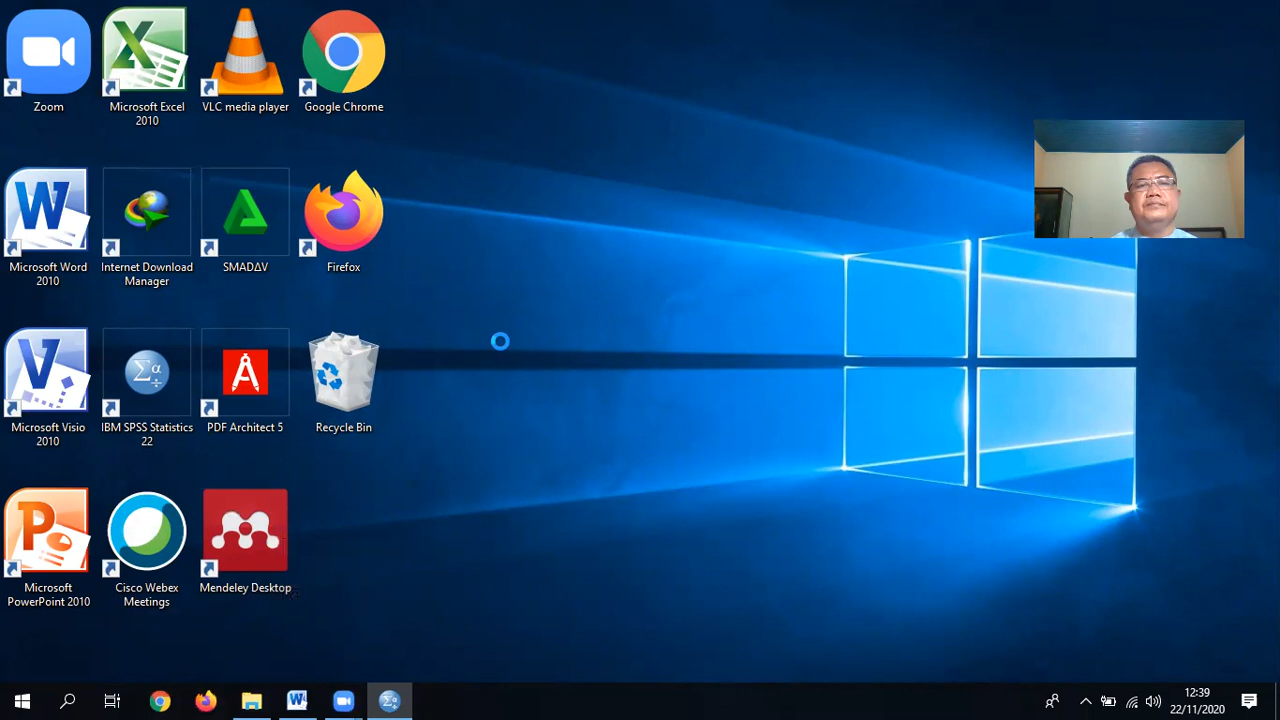 Zoom
Microsoft Excel
2010
VLC media player
Google Chrome
Microsoft Word
2010
Internet Download
Manager
SMADΔV
Firefox
Microsoft Visio
2010
IBM SPSS Statistics
22
PDF Architect 5
Recycle Bin
Microsoft
PowerPoint 2010
Cisco Webex
Meetings
Mendeley Desktop
12:39
22/11/2020